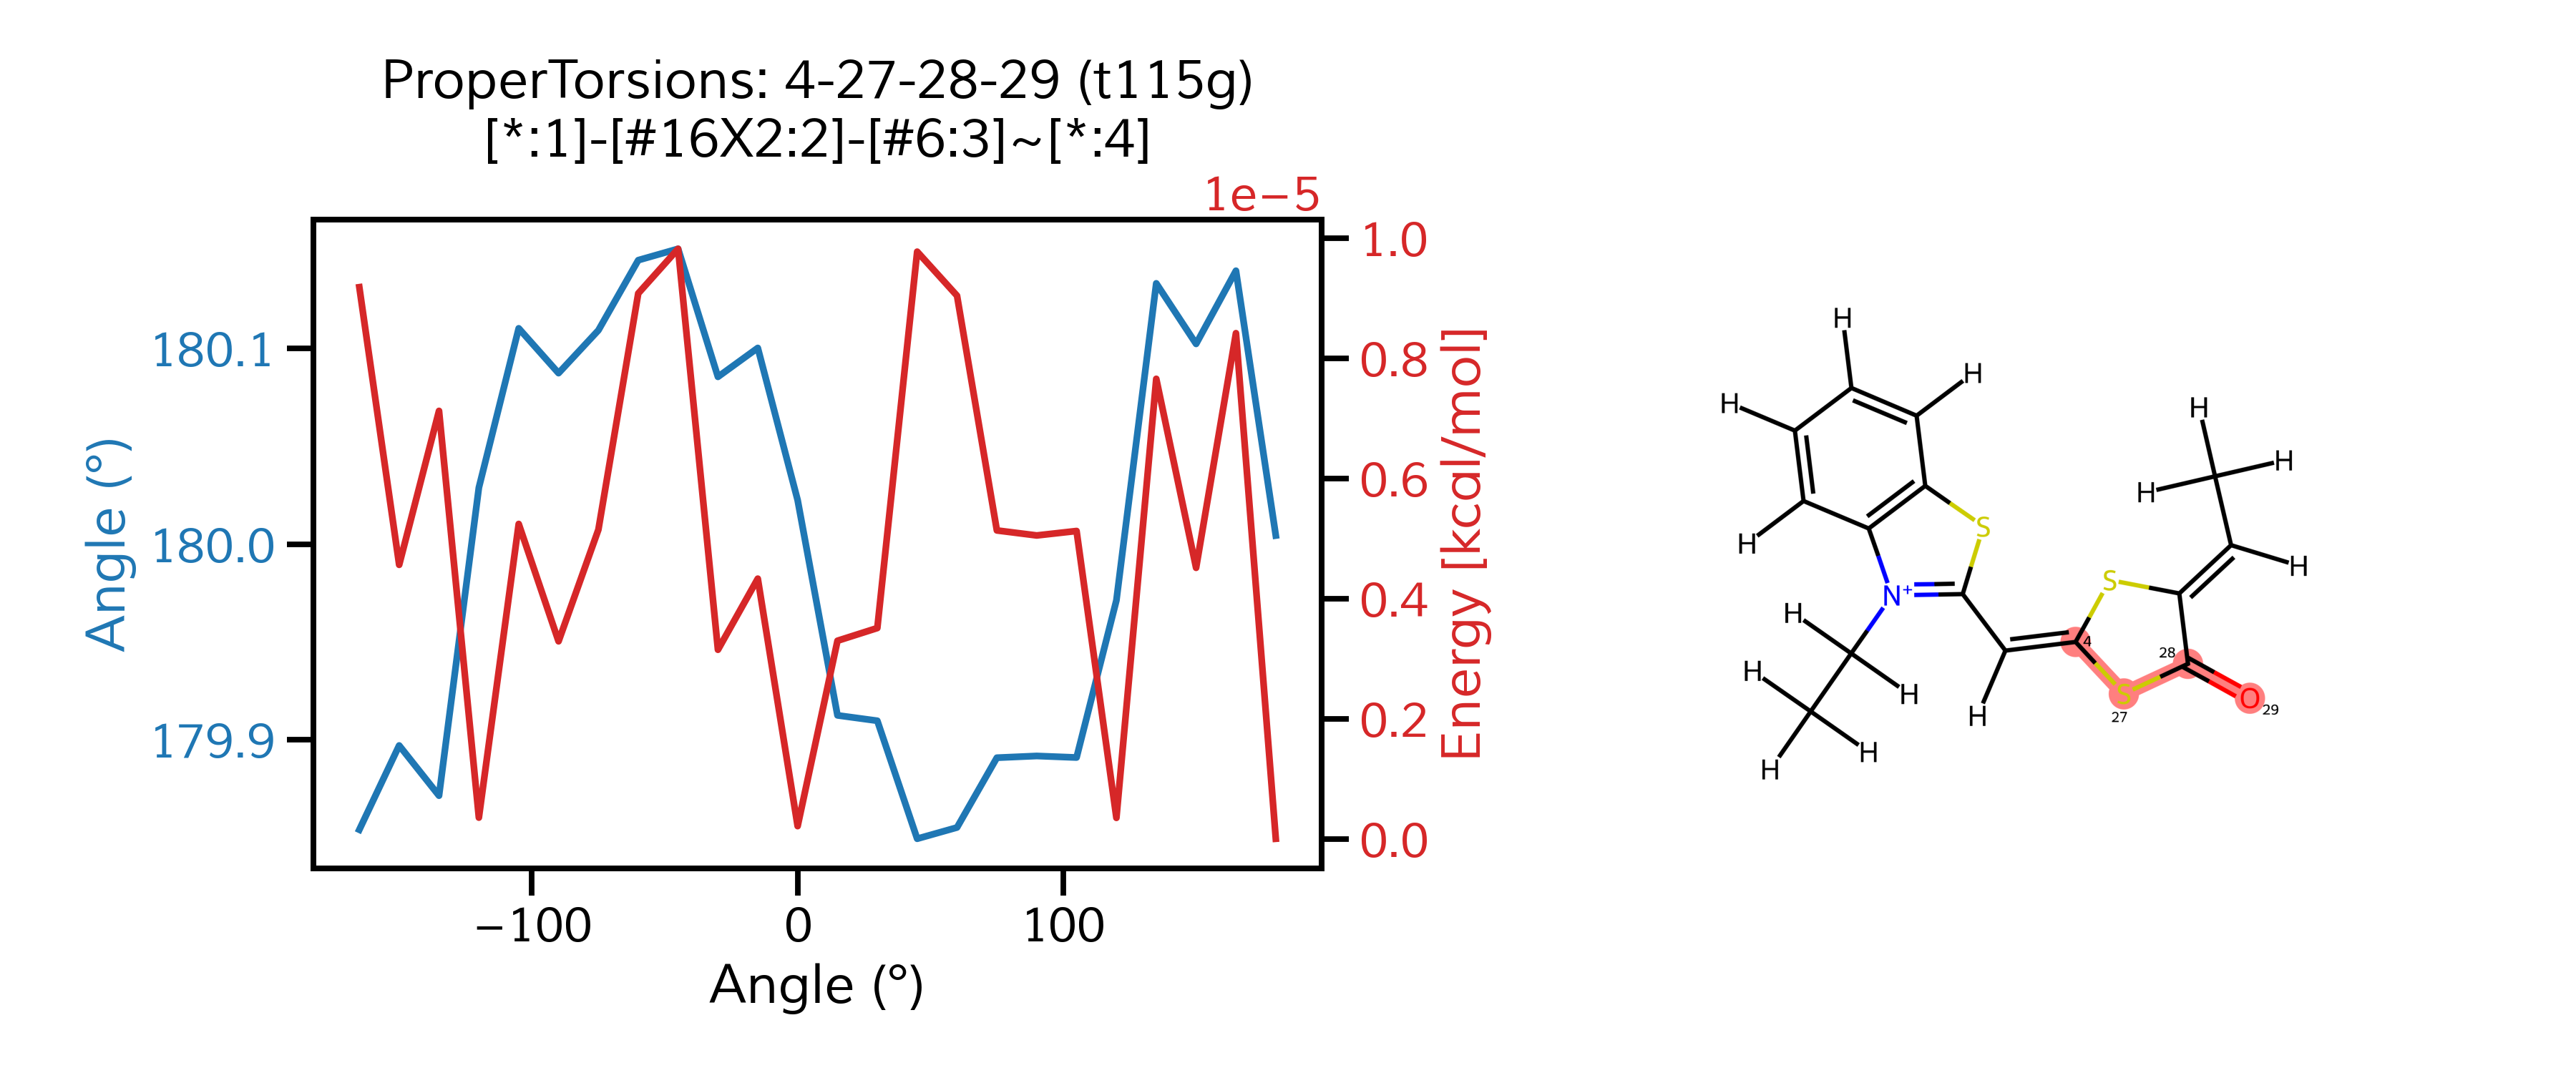 ProperTorsions: 4-27-28-29 (t115g)
[*:1]-[#16X2:2]-[#6:3]~[*:4]
1e−5
Angle (°)
180.1
180.0
179.9
1.0
0.8
0.6
0.4
0.2
0.0
Energy [kcal/mol]
−100
0
100
Angle (°)
H
H
H
H
H
H
H
H
S
N+
S
H
H
H
H
H
H
4
28
S
27
O
29